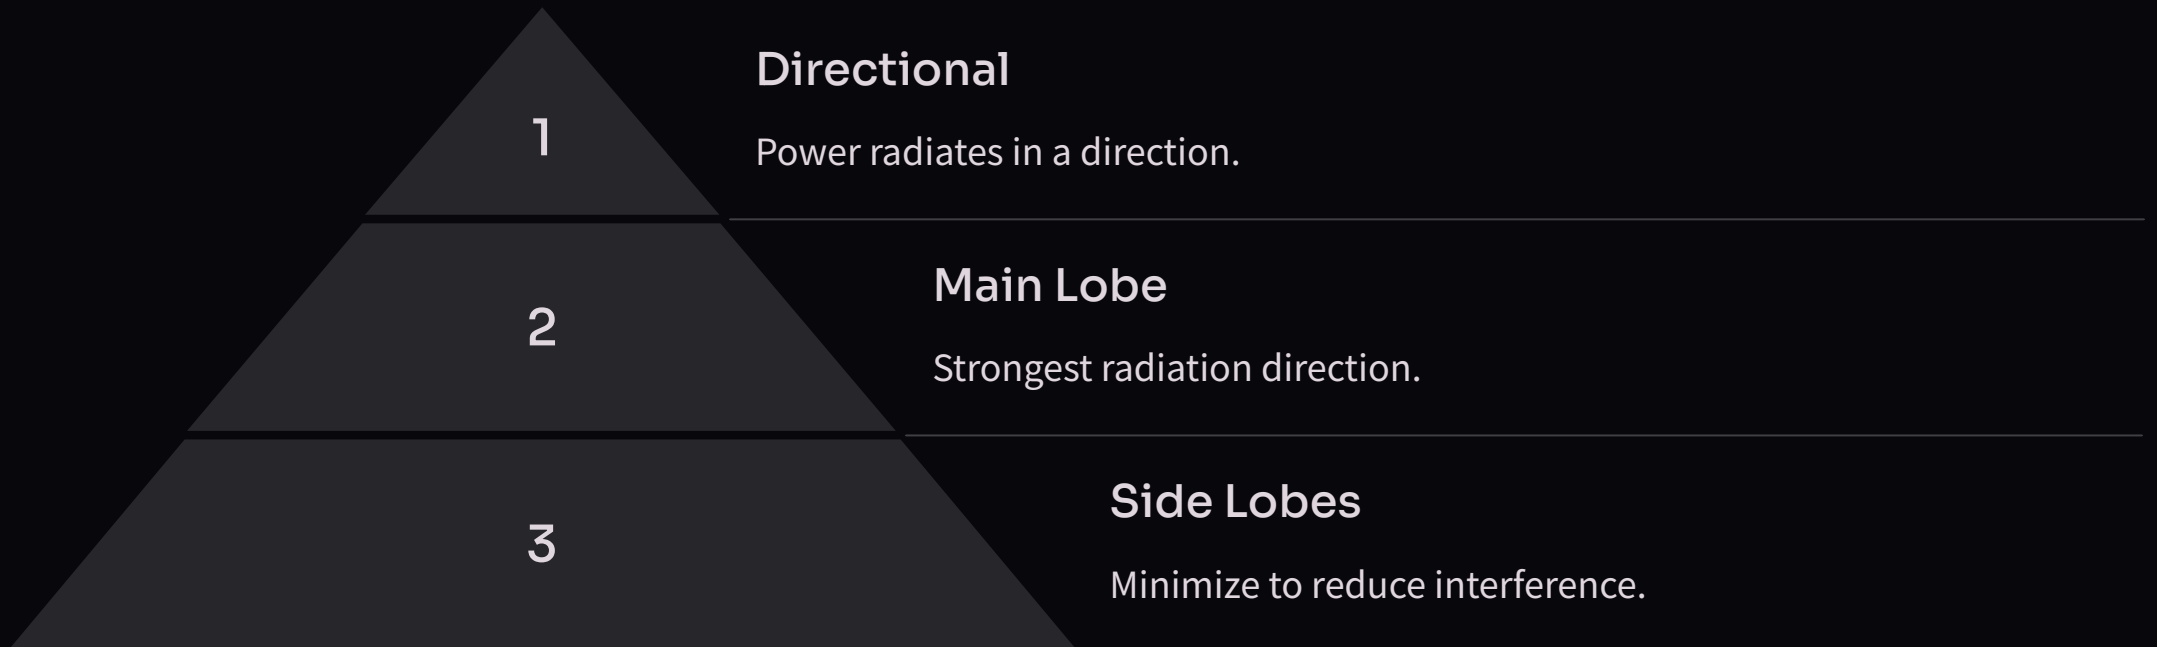 1
Directional
Power radiates in a direction.
2
Main Lobe
Strongest radiation direction.
3
Side Lobes
Minimize to reduce interference.